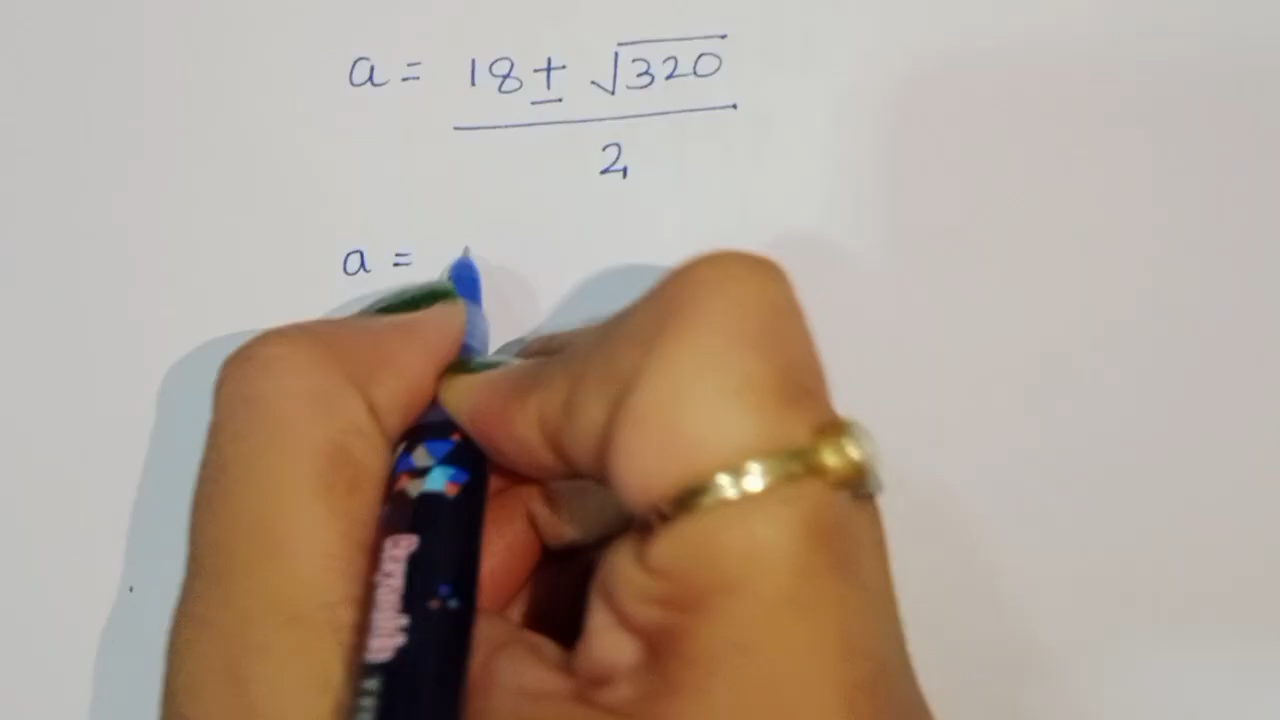 a = 18 ± √320
2
a =